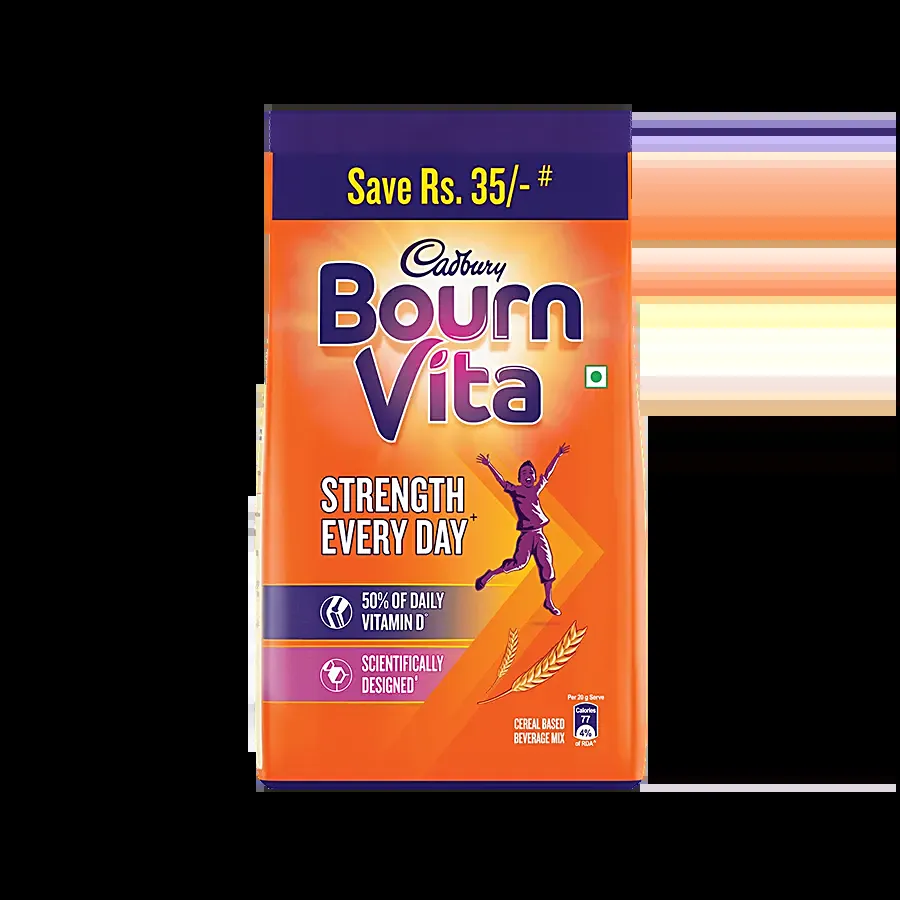 Save Rs. 35/-#
Cadbury
Bourn
Vita
STRENGTH
EVERY DAY+
50% OF DAILY
VITAMIN D*
SCIENTIFICALLY
DESIGNED#
Per 20 g Serve
Calories
77
4%
of RDA^
CEREAL BASED
BEVERAGE MIX